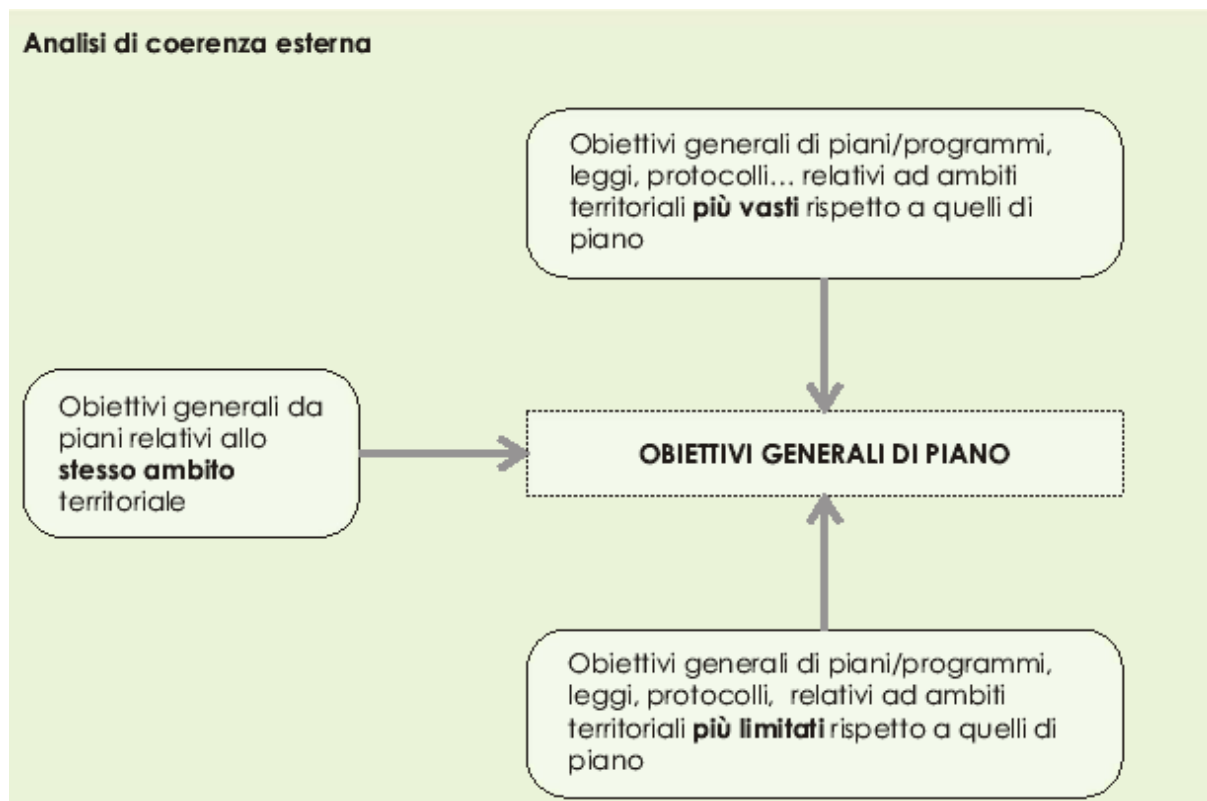 Analisi di coerenza esterna
Obiettivi generali di piani/programmi,
leggi, protocolli... relativi ad ambiti
territoriali più vasti rispetto a quelli di
piano
Obiettivi generali da
piani relativi allo
stesso ambito
territoriale
OBIETTIVI GENERALI DI PIANO
Obiettivi generali di piani/programmi,
leggi, protocolli, relativi ad ambiti
territoriali più limitati rispetto a quelli di
piano